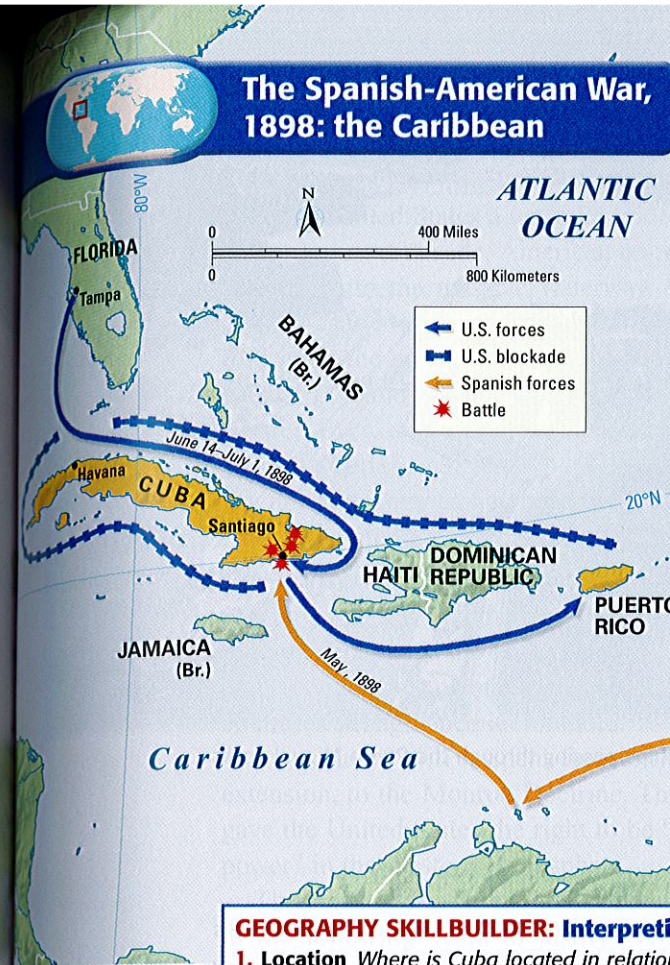 The Spanish-American War,
1898: the Caribbean
80°W
N
ATLANTIC
OCEAN
0 400 Miles
0 800 Kilometers
FLORIDA
Tampa
BAHAMAS
(Br.)
U.S. forces
U.S. blockade
Spanish forces
Battle
June 14–July 1, 1898
Havana
CUBA
Santiago
20°N
HAITI
DOMINICAN
REPUBLIC
PUERTO
RICO
JAMAICA
(Br.)
May, 1898
Caribbean Sea
GEOGRAPHY SKILLBUILDER: Interpreti
1. Location Where is Cuba located in relation